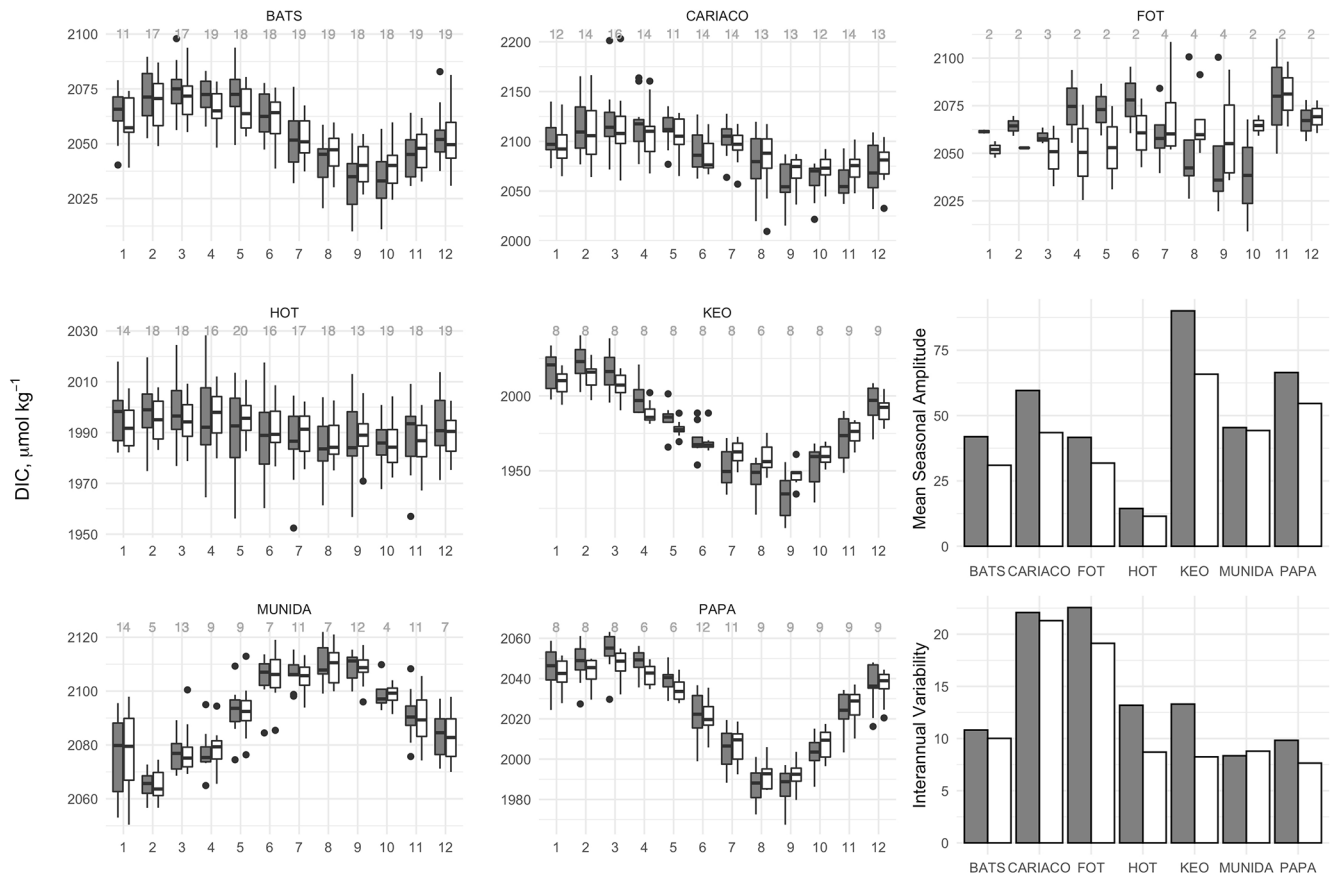 BATS
11 17 17 19 18 18 19 18 18 18 19 19
2100
2075
2050
2025
1 2 3 4 5 6 7 8 9 10 11 12
CARIACO
12 14 16 14 11 14 14 13 13 12 14 13
2200
2150
2100
2050
2000
1 2 3 4 5 6 7 8 9 10 11 12
FOT
2 2 3 2 2 2 4 4 4 2 2 2
2100
2075
2050
2025
1 2 3 4 5 6 7 8 9 10 11 12
DIC, μmol kg−1
HOT
14 18 18 16 20 16 17 18 13 19 18 19
2030
2010
1990
1970
1950
1 2 3 4 5 6 7 8 9 10 11 12
KEO
8 8 8 8 8 8 8 6 8 8 9 9
2000
1950
1 2 3 4 5 6 7 8 9 10 11 12
Mean Seasonal Amplitude
75
50
25
0
BATS CARIACO FOT HOT KEO MUNIDA PAPA
MUNIDA
14 5 13 9 9 7 11 7 12 4 11 7
2120
2100
2080
2060
1 2 3 4 5 6 7 8 9 10 11 12
PAPA
8 8 8 6 6 12 11 9 9 9 9 9
2060
2040
2020
2000
1980
1 2 3 4 5 6 7 8 9 10 11 12
Interannual Variability
20
15
10
5
0
BATS CARIACO FOT HOT KEO MUNIDA PAPA